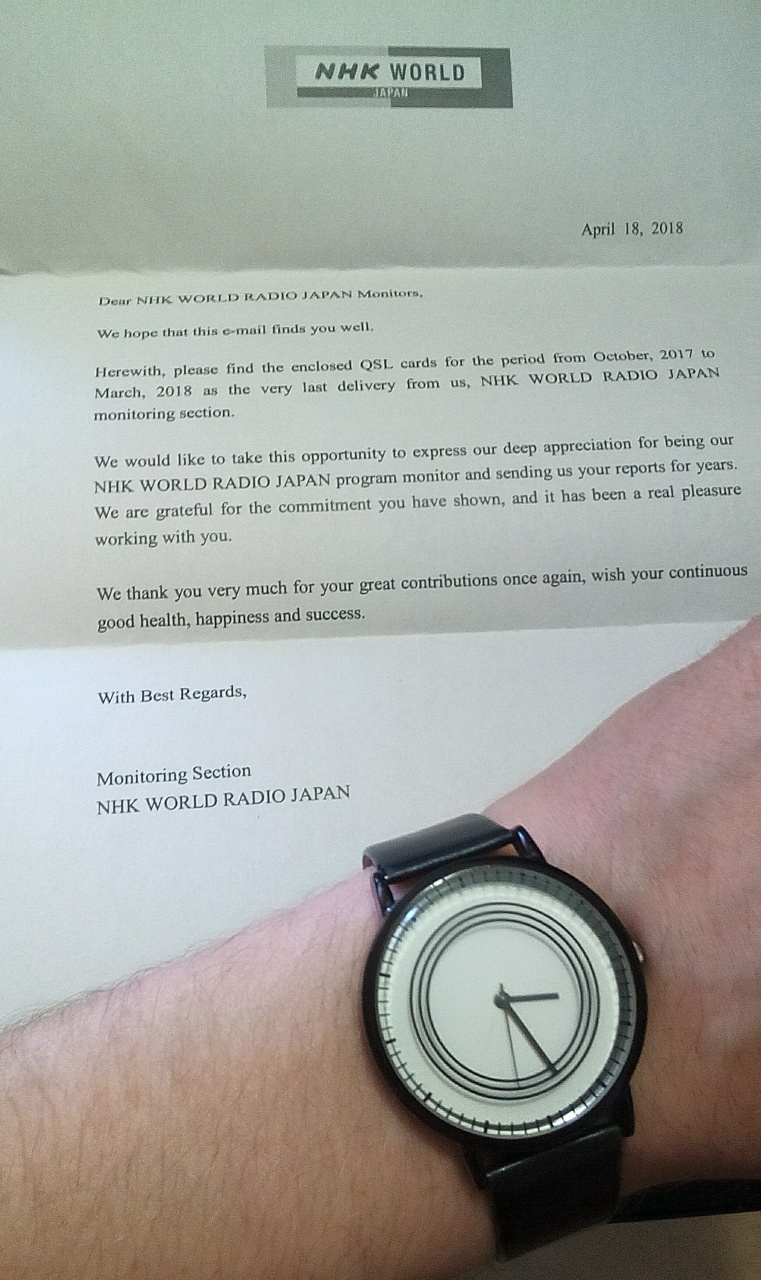 NHK WORLD
JAPAN
April 18, 2018
Dear NHK WORLD RADIO JAPAN Monitors,
We hope that this e-mail finds you well.
Herewith, please find the enclosed QSL cards for the period from October, 2017 to
March, 2018 as the very last delivery from us, NHK WORLD RADIO JAPAN
monitoring section.
We would like to take this opportunity to express our deep appreciation for being our
NHK WORLD RADIO JAPAN program monitor and sending us your reports for years.
We are grateful for the commitment you have shown, and it has been a real pleasure
working with you.
We thank you very much for your great contributions once again, wish your continuous
good health, happiness and success.
With Best Regards,
Monitoring Section
NHK WORLD RADIO JAPAN